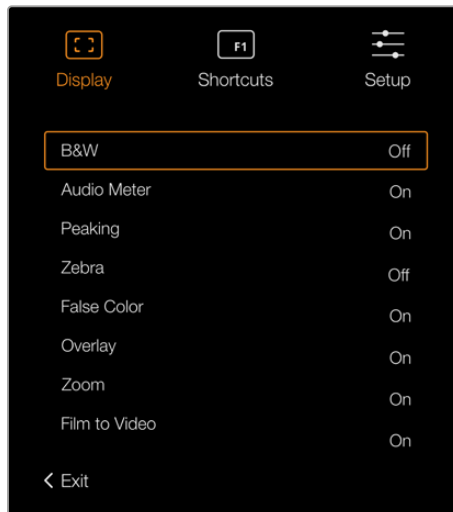 F1
Display Shortcuts Setup
B&W Off
Audio Meter On
Peaking On
Zebra Off
False Color On
Overlay On
Zoom On
Film to Video On
Exit